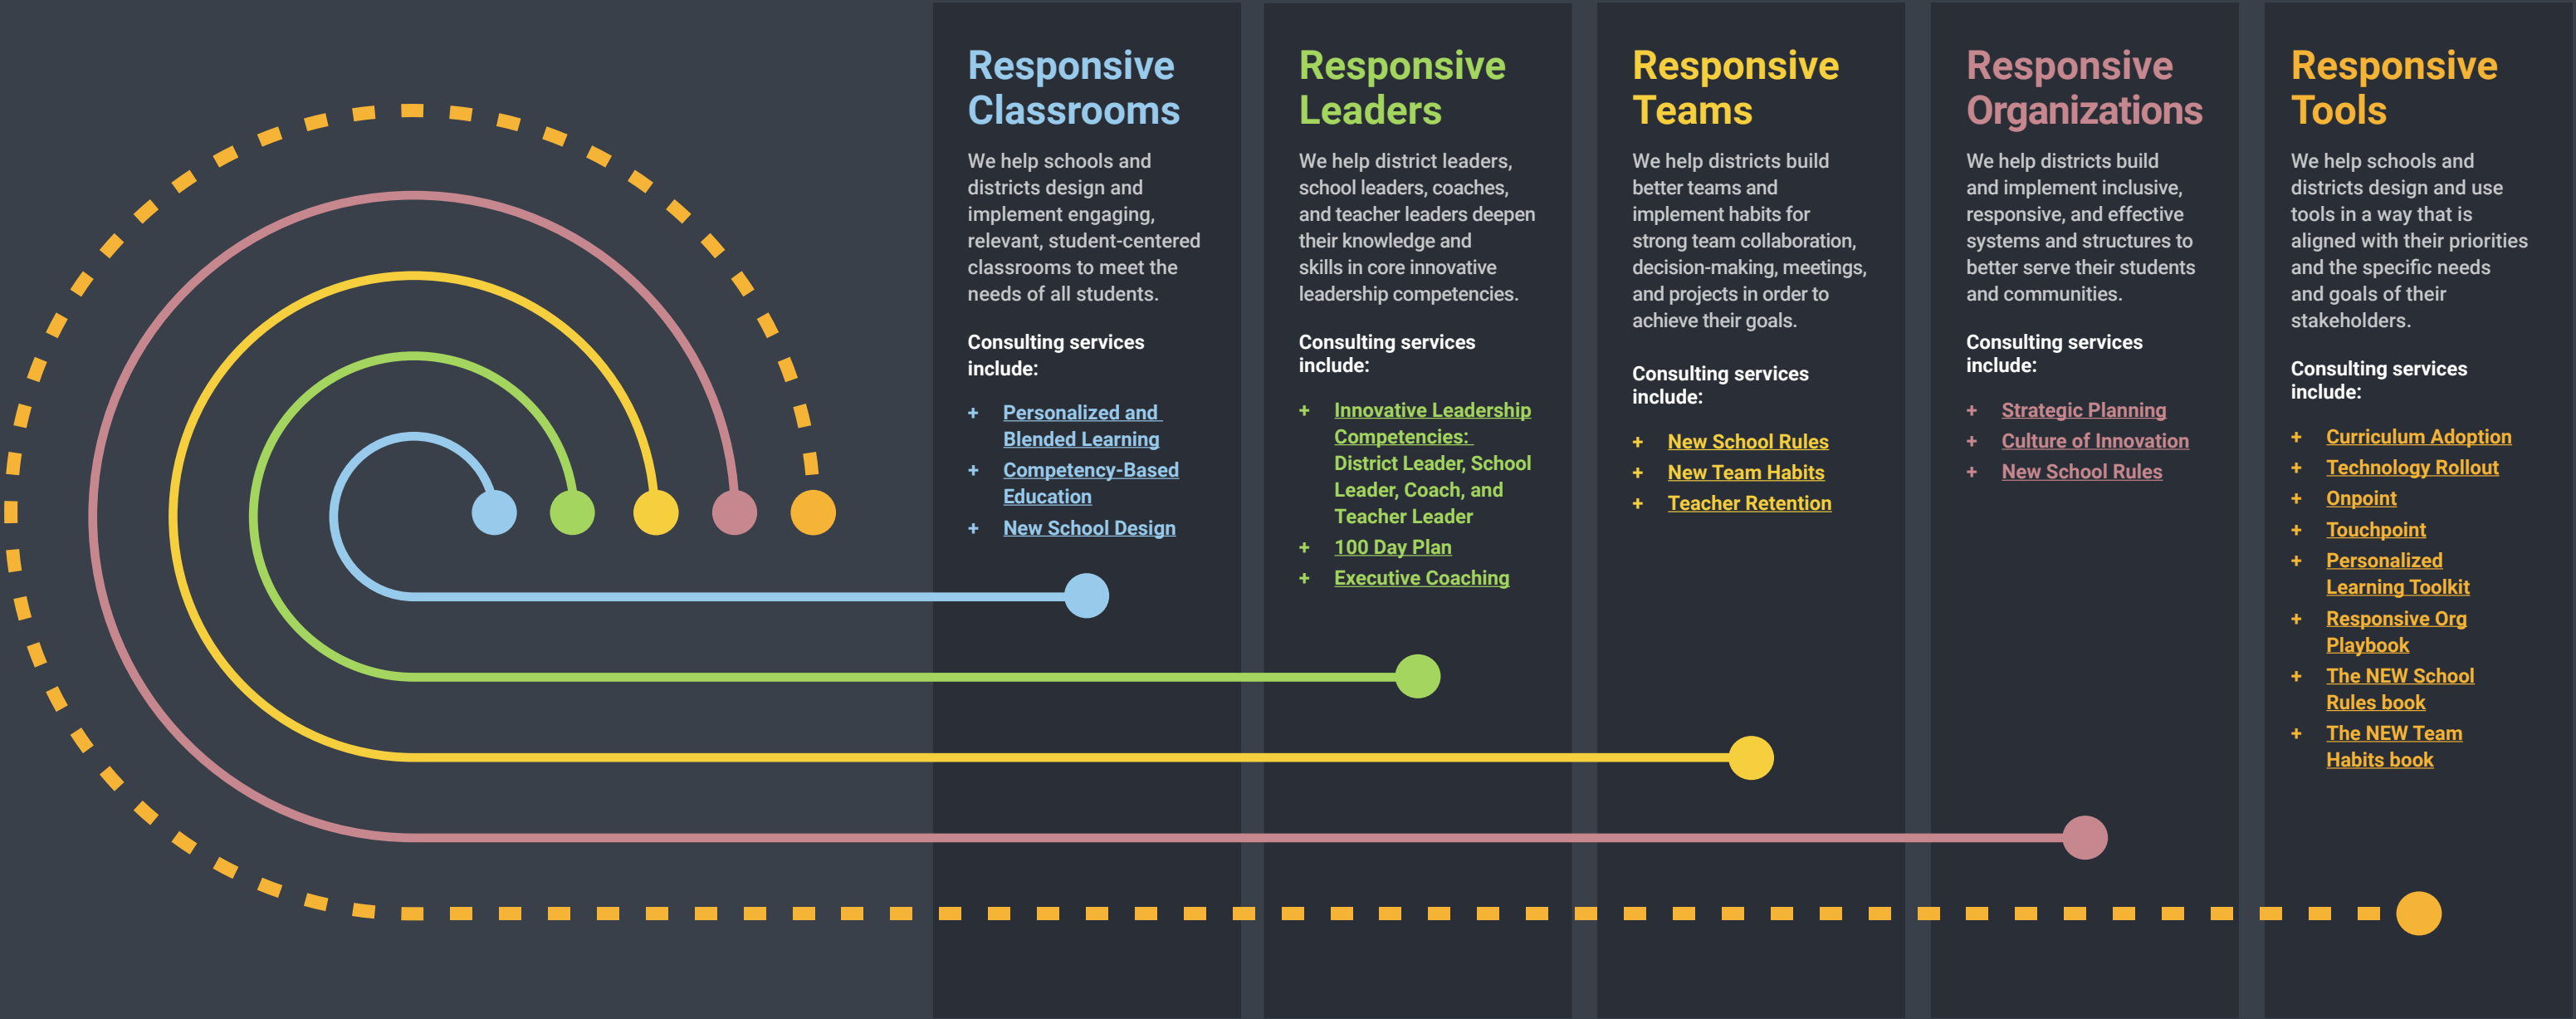 Responsive
Classrooms
We help schools and
districts design and
implement engaging,
relevant, student-centered
classrooms to meet the
needs of all students.
Consulting services
include:
+ Personalized and
Blended Learning
+ Competency-Based
Education
+ New School Design
Responsive
Leaders
We help district leaders,
school leaders, coaches,
and teacher leaders deepen
their knowledge and
skills in core innovative
leadership competencies.
Consulting services
include:
+ Innovative Leadership
Competencies:
District Leader, School
Leader, Coach, and
Teacher Leader
+ 100 Day Plan
+ Executive Coaching
Responsive
Teams
We help districts build
better teams and
implement habits for
strong team collaboration,
decision-making, meetings,
and projects in order to
achieve their goals.
Consulting services
include:
+ New School Rules
+ New Team Habits
+ Teacher Retention
Responsive
Organizations
We help districts build
and implement inclusive,
responsive, and effective
systems and structures to
better serve their students
and communities.
Consulting services
include:
+ Strategic Planning
+ Culture of Innovation
+ New School Rules
Responsive
Tools
We help schools and
districts design and use
tools in a way that is
aligned with their priorities
and the specific needs
and goals of their
stakeholders.
Consulting services
include:
+ Curriculum Adoption
+ Technology Rollout
+ Onpoint
+ Touchpoint
+ Personalized
Learning Toolkit
+ Responsive Org
Playbook
+ The NEW School
Rules book
+ The NEW Team
Habits book